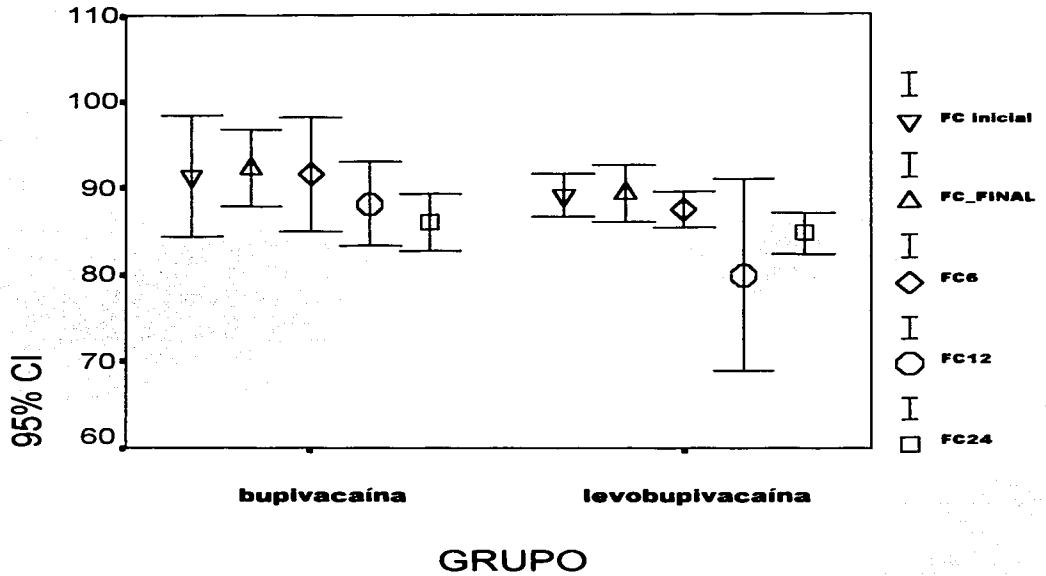 110
100
90
80
70
60
95% CI
bupivacaína
levobupivacaína
GRUPO
FC inicial
FC_FINAL
FC6
FC12
FC24